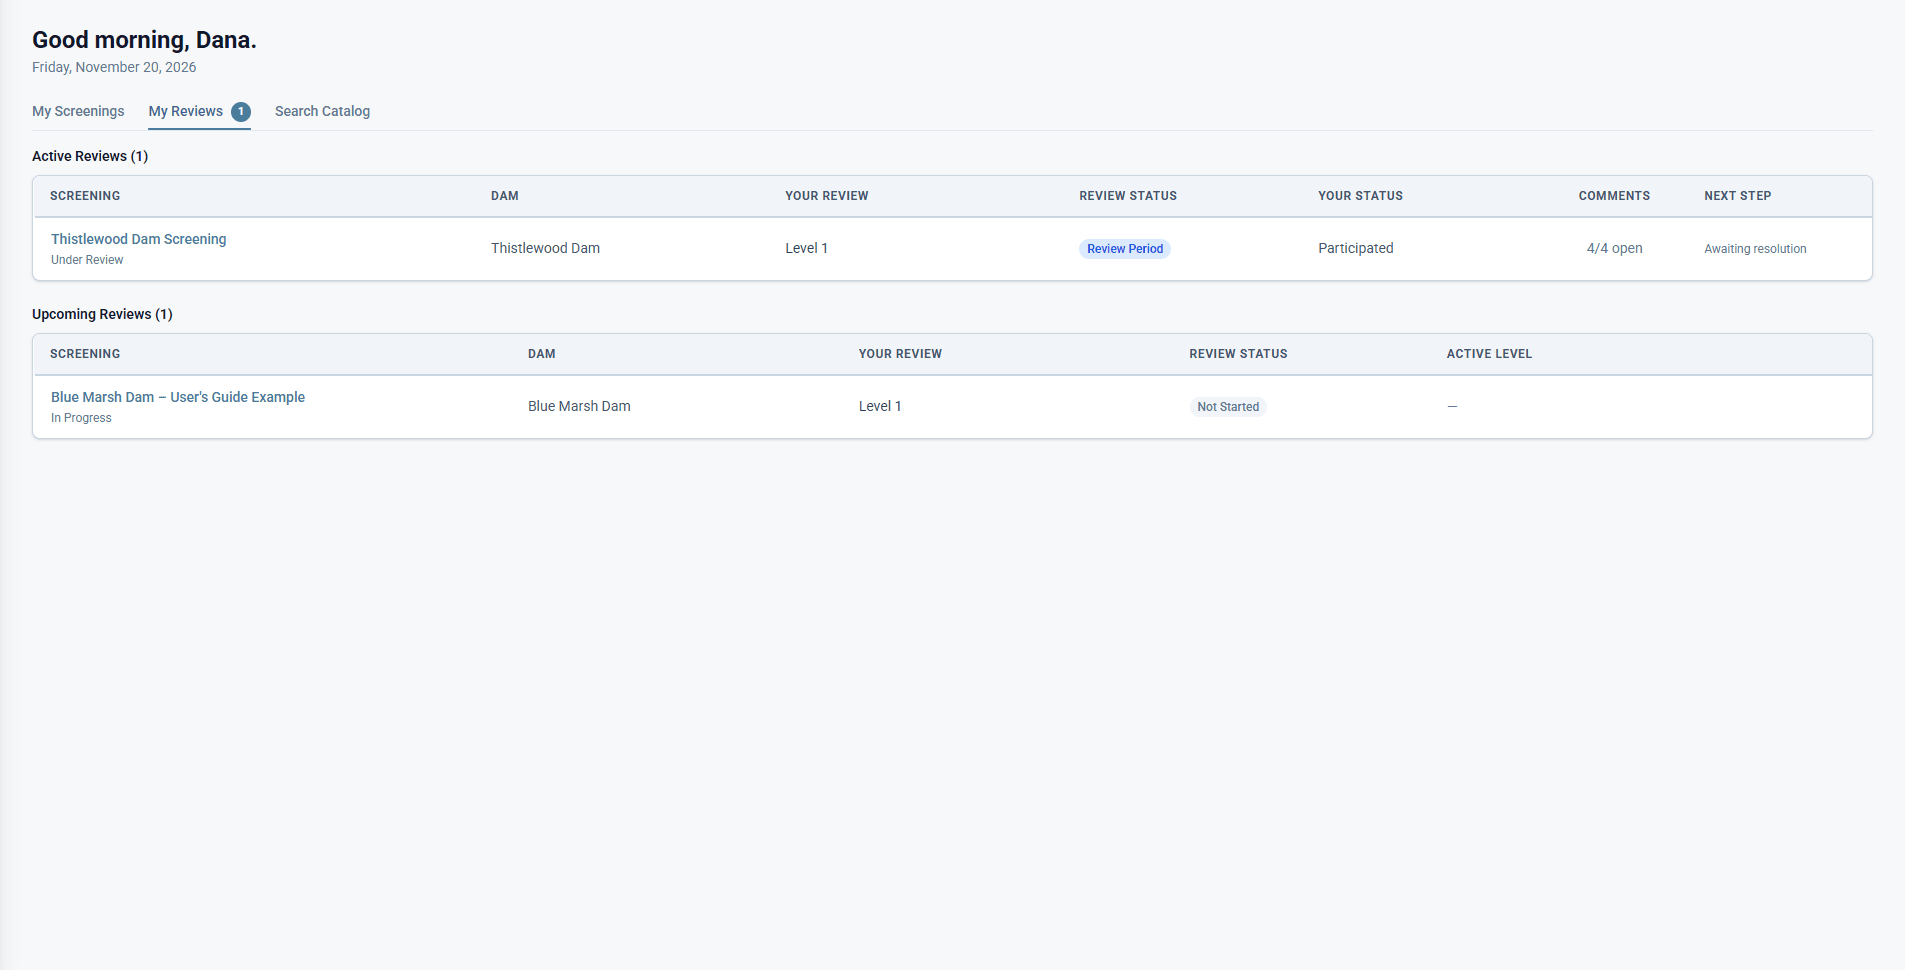 Good morning, Dana.
Friday, November 20, 2026
My Screenings My Reviews 1 Search Catalog
Active Reviews (1)
SCREENING DAM YOUR REVIEW REVIEW STATUS YOUR STATUS COMMENTS NEXT STEP
Thistlewood Dam Screening
Under Review
Thistlewood Dam Level 1 Review Period Participated 4/4 open Awaiting resolution
Upcoming Reviews (1)
SCREENING DAM YOUR REVIEW REVIEW STATUS ACTIVE LEVEL
Blue Marsh Dam – User's Guide Example
In Progress
Blue Marsh Dam Level 1 Not Started —